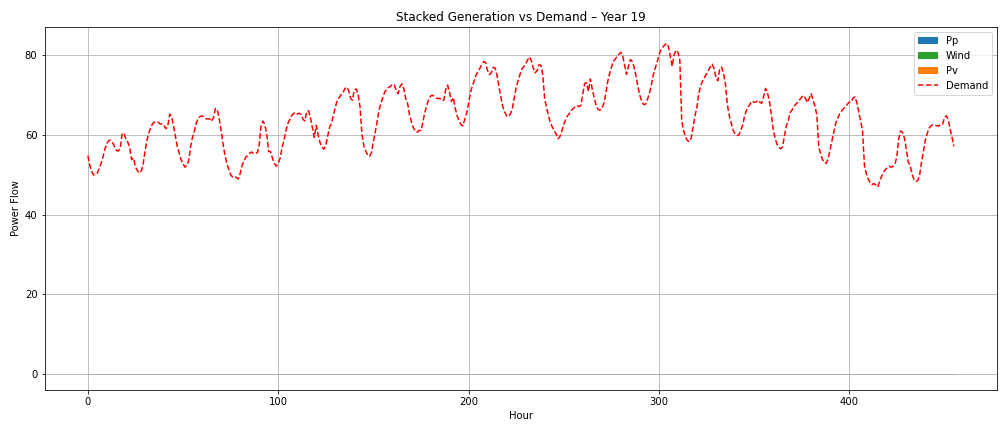 Stacked Generation vs Demand – Year 19
Power Flow
80
60
40
20
0
0 100 200 300 400
Hour
Pp
Wind
Pv
Demand